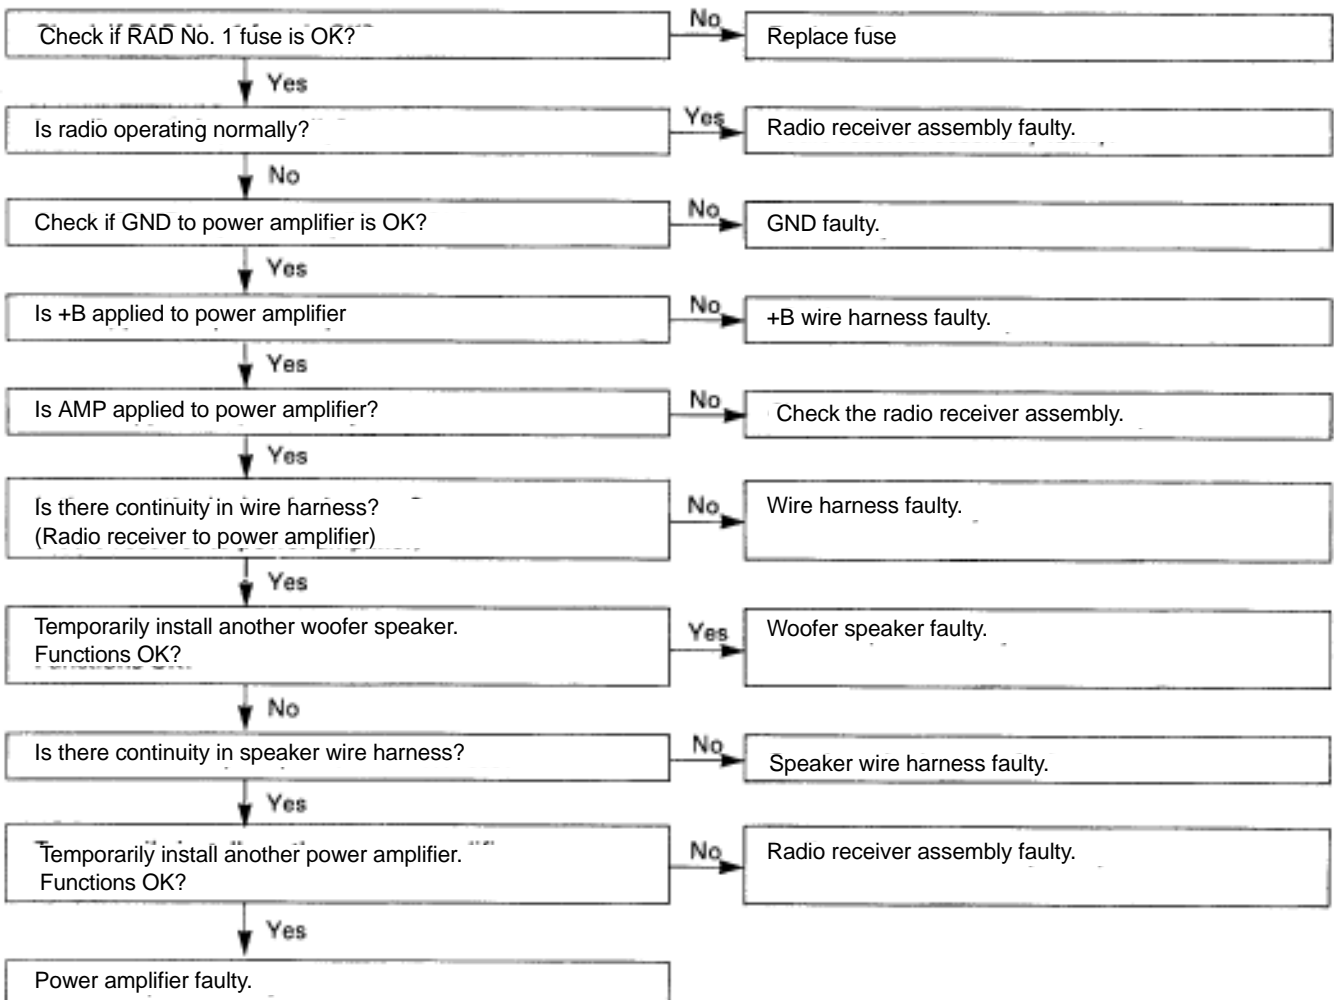 Check if RAD No. 1 fuse is OK?
No
Replace fuse
Yes
Is radio operating normally?
Yes
Radio receiver assembly faulty.
No
Check if GND to power amplifier is OK?
No
GND faulty.
Yes
Is +B applied to power amplifier
No
+B wire harness faulty.
Yes
Is AMP applied to power amplifier?
No
Check the radio receiver assembly.
Yes
Is there continuity in wire harness?
(Radio receiver to power amplifier)
No
Wire harness faulty.
Yes
Temporarily install another woofer speaker.
Functions OK?
Yes
Woofer speaker faulty.
No
Is there continuity in speaker wire harness?
No
Speaker wire harness faulty.
Yes
Temporarily install another power amplifier.
Functions OK?
No
Radio receiver assembly faulty.
Yes
Power amplifier faulty.